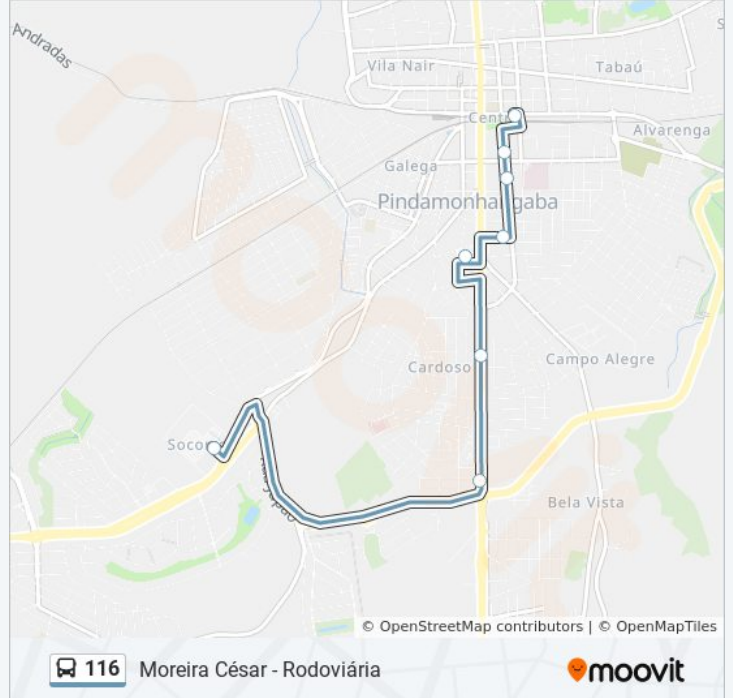 Andradas
Vila Nair
Tabaú
Centro
Alvarenga
Galega
Pindamonhangaba
Cardoso
Campo Alegre
Bela Vista
© OpenStreetMap contributors | © OpenMapTiles
116 Moreira César - Rodoviária
moovit